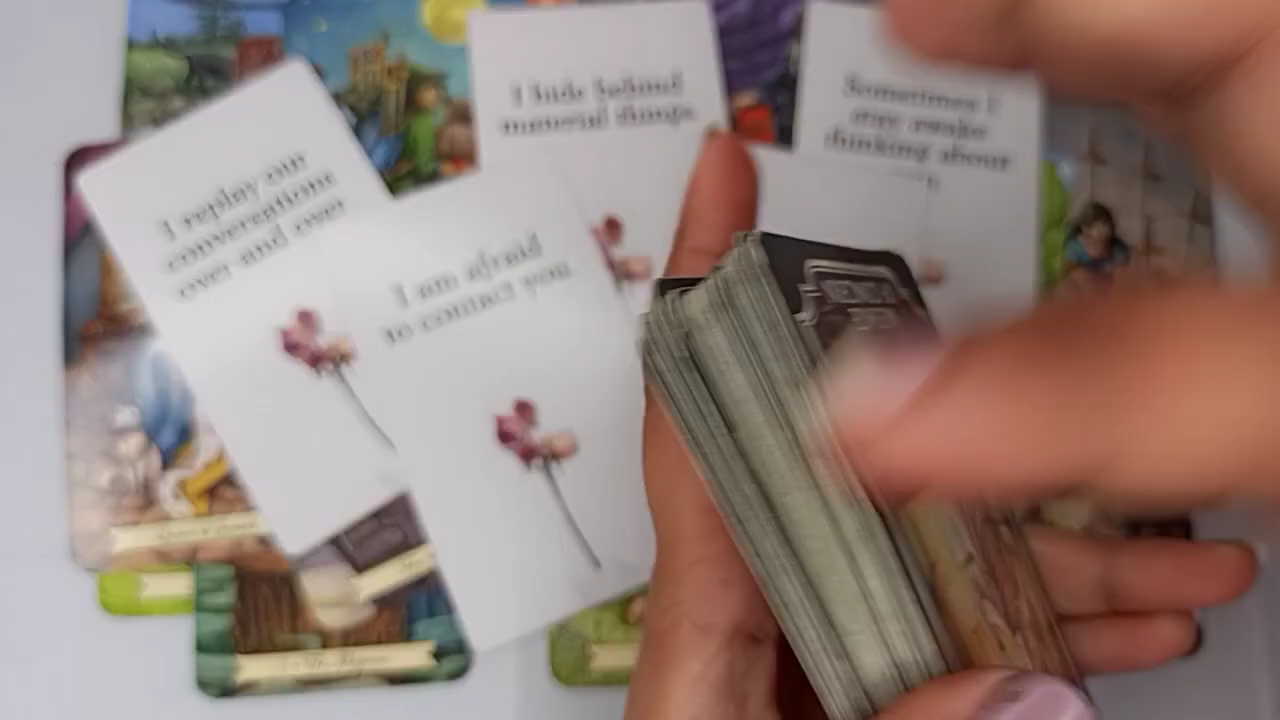 I hide behind
material things
Sometimes I
stay awake
thinking about
I replay our
conversations
over and over
I am afraid
to contact you